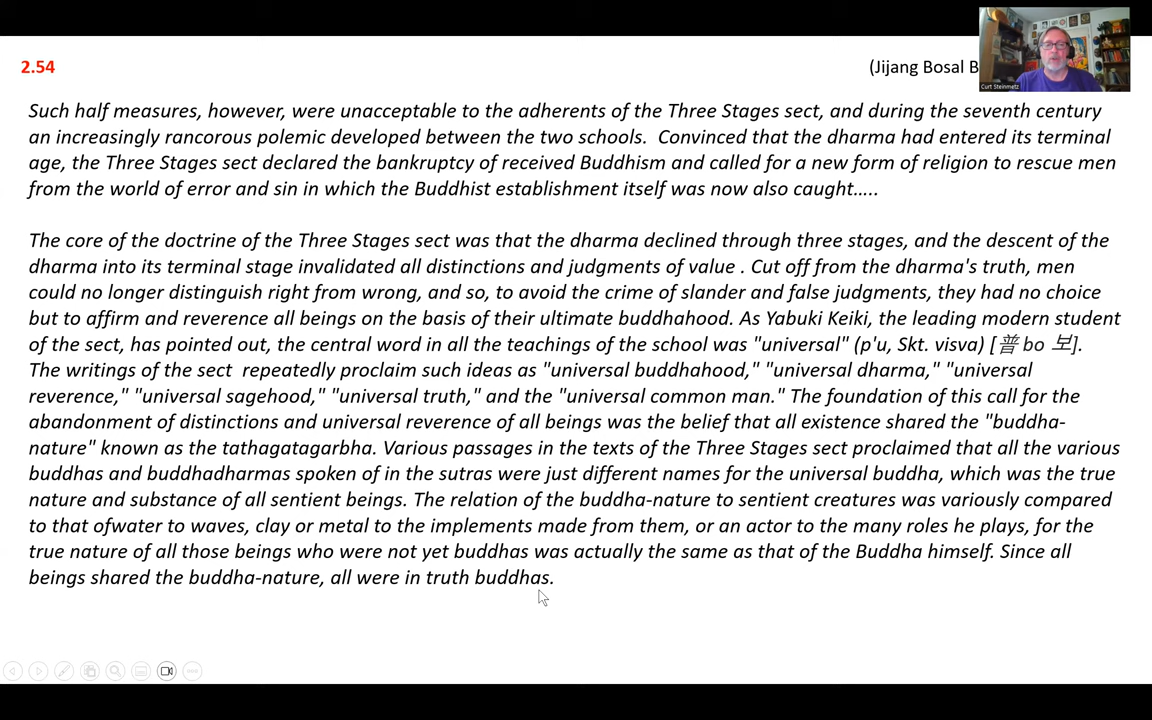 2.54
(Jijang Bosal B
Curt Steinmetz
Such half measures, however, were unacceptable to the adherents of the Three Stages sect, and during the seventh century
an increasingly rancorous polemic developed between the two schools.  Convinced that the dharma had entered its terminal
age, the Three Stages sect declared the bankruptcy of received Buddhism and called for a new form of religion to rescue men
from the world of error and sin in which the Buddhist establishment itself was now also caught…..
The core of the doctrine of the Three Stages sect was that the dharma declined through three stages, and the descent of the
dharma into its terminal stage invalidated all distinctions and judgments of value . Cut off from the dharma's truth, men
could no longer distinguish right from wrong, and so, to avoid the crime of slander and false judgments, they had no choice
but to affirm and reverence all beings on the basis of their ultimate buddhahood. As Yabuki Keiki, the leading modern student
of the sect, has pointed out, the central word in all the teachings of the school was "universal" (p'u, Skt. visva) [普 bo 보].
The writings of the sect  repeatedly proclaim such ideas as "universal buddhahood," "universal dharma," "universal
reverence," "universal sagehood," "universal truth," and the "universal common man." The foundation of this call for the
abandonment of distinctions and universal reverence of all beings was the belief that all existence shared the "buddha-
nature" known as the tathagatagarbha. Various passages in the texts of the Three Stages sect proclaimed that all the various
buddhas and buddhadharmas spoken of in the sutras were just different names for the universal buddha, which was the true
nature and substance of all sentient beings. The relation of the buddha-nature to sentient creatures was variously compared
to that ofwater to waves, clay or metal to the implements made from them, or an actor to the many roles he plays, for the
true nature of all those beings who were not yet buddhas was actually the same as that of the Buddha himself. Since all
beings shared the buddha-nature, all were in truth buddhas.